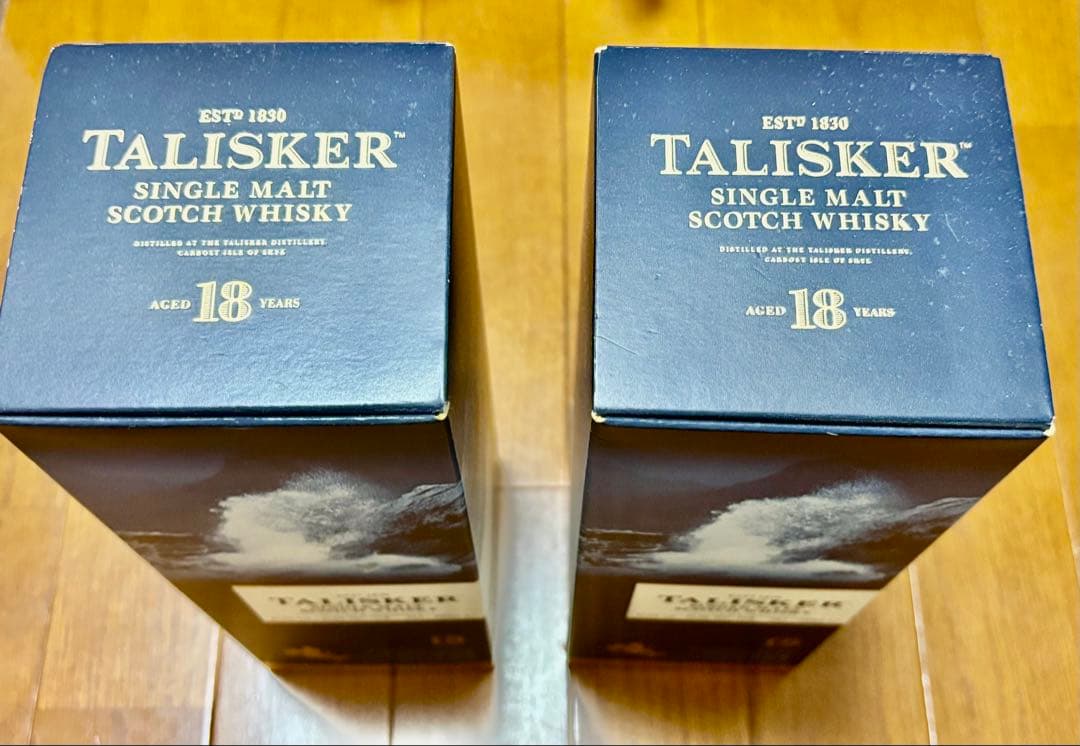 ESTD 1830
TALISKER™
SINGLE MALT
SCOTCH WHISKY
DISTILLED AT THE TALISKER DISTILLERY,
CARBOST ISLE OF SKYE
AGED 18 YEARS
TALISKER
ESTD 1830
TALISKER™
SINGLE MALT
SCOTCH WHISKY
DISTILLED AT THE TALISKER DISTILLERY,
CARBOST ISLE OF SKYE
AGED 18 YEARS
TALISKER